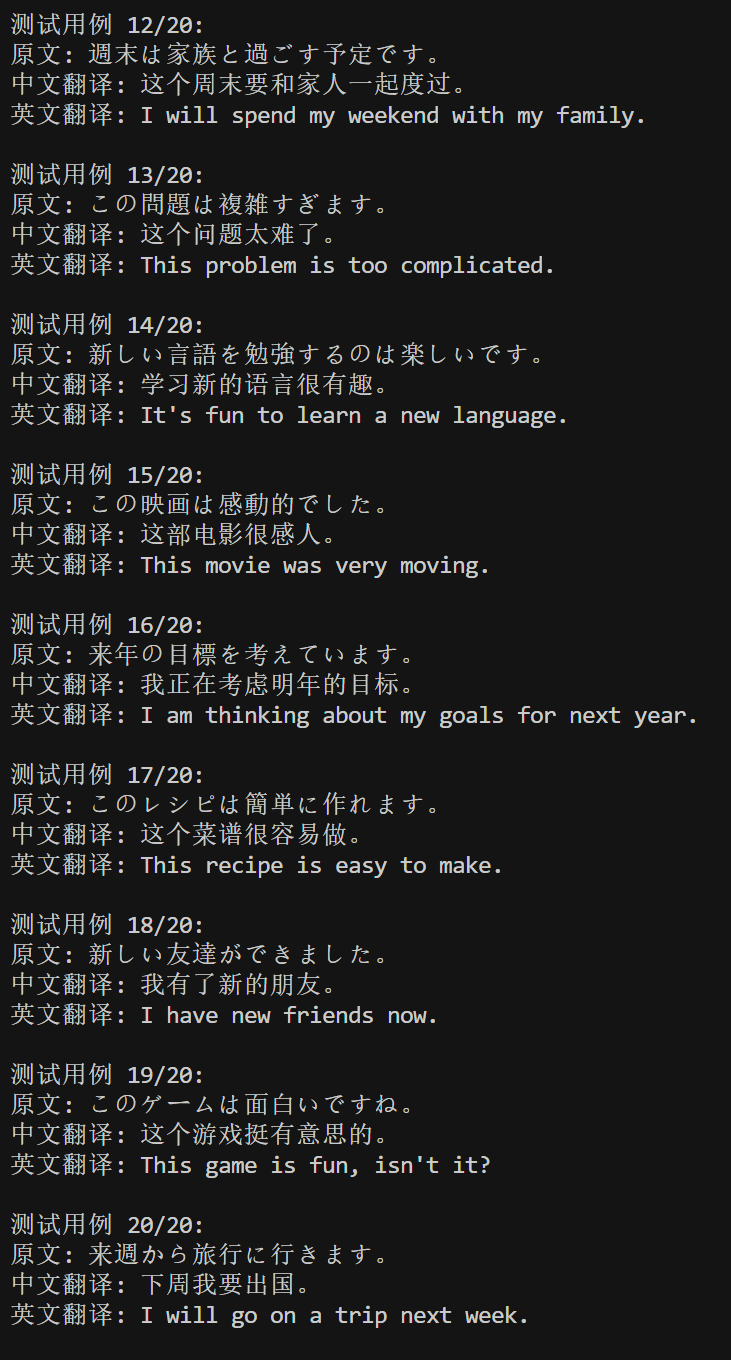 测试用例 12/20:
原文: 週末は家族と過ごす予定です。
中文翻译: 这个周末要和家人一起度过。
英文翻译: I will spend my weekend with my family.
测试用例 13/20:
原文: この問題は複雑すぎます。
中文翻译: 这个问题太难了。
英文翻译: This problem is too complicated.
测试用例 14/20:
原文: 新しい言語を勉強するのは楽しいです。
中文翻译: 学习新的语言很有趣。
英文翻译: It's fun to learn a new language.
测试用例 15/20:
原文: この映画は感動的でした。
中文翻译: 这部电影很感人。
英文翻译: This movie was very moving.
测试用例 16/20:
原文: 来年の目標を考えています。
中文翻译: 我正在考虑明年的目标。
英文翻译: I am thinking about my goals for next year.
测试用例 17/20:
原文: このレシピは簡単に作れます。
中文翻译: 这个菜谱很容易做。
英文翻译: This recipe is easy to make.
测试用例 18/20:
原文: 新しい友達ができました。
中文翻译: 我有了新的朋友。
英文翻译: I have new friends now.
测试用例 19/20:
原文: このゲームは面白いですね。
中文翻译: 这个游戏挺有意思的。
英文翻译: This game is fun, isn't it?
测试用例 20/20:
原文: 来週から旅行に行きます。
中文翻译: 下周我要出国。
英文翻译: I will go on a trip next week.